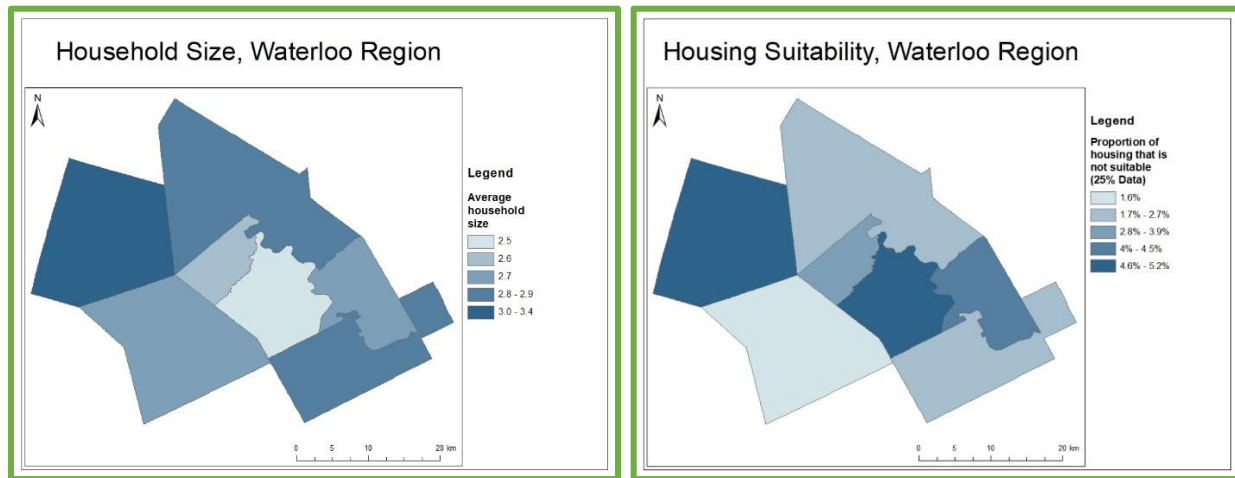 Household Size, Waterloo Region
N
Legend
Average
household
size
2.5
2.6
2.7
2.8 - 2.9
3.0 - 3.4
0 5 10 20 km
Housing Suitability, Waterloo Region
N
Legend
Proportion of
housing that is
not suitable
(25% Data)
1.6%
1.7% - 2.7%
2.8% - 3.9%
4% - 4.5%
4.6% - 5.2%
0 5 10 20 km